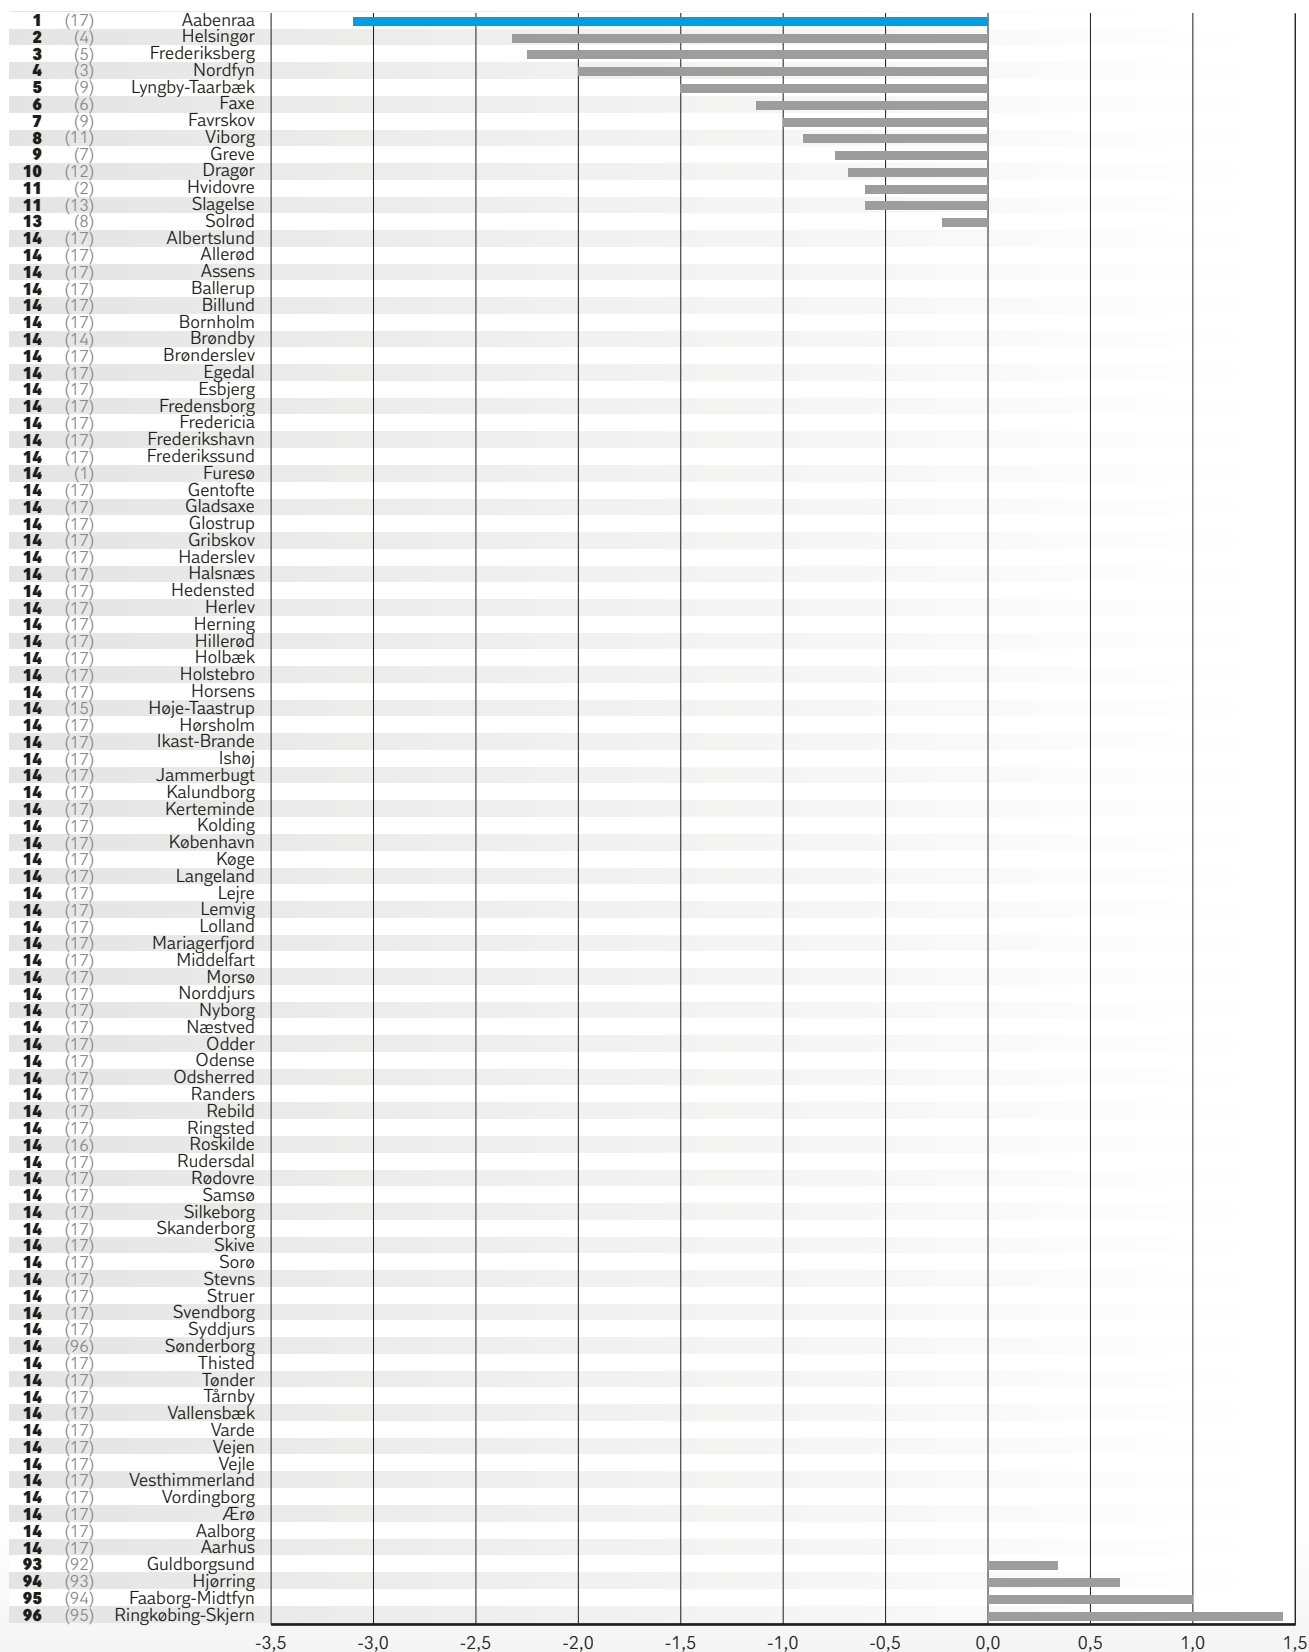 1 (17) Aabenraa
2 (4) Helsingør
3 (5) Frederiksberg
4 (3) Nordfyn
5 (9) Lyngby-Taarbæk
6 (6) Faxe
7 (9) Favrskov
8 (11) Viborg
9 (7) Greve
10 (12) Dragør
11 (2) Hvidovre
11 (13) Slagelse
13 (8) Solrød
14 (17) Albertslund
14 (17) Allerød
14 (17) Assens
14 (17) Ballerup
14 (17) Billund
14 (17) Bornholm
14 (14) Brøndby
14 (17) Brønderslev
14 (17) Egedal
14 (17) Esbjerg
14 (17) Fredensborg
14 (17) Fredericia
14 (17) Frederikshavn
14 (17) Frederikssund
14 (1) Furesø
14 (17) Gentofte
14 (17) Gladsaxe
14 (17) Glostrup
14 (17) Gribskov
14 (17) Haderslev
14 (17) Halsnæs
14 (17) Hedensted
14 (17) Herlev
14 (17) Herning
14 (17) Hillerød
14 (17) Holbæk
14 (17) Holstebro
14 (17) Horsens
14 (15) Høje-Taastrup
14 (17) Hørsholm
14 (17) Ikast-Brande
14 (17) Ishøj
14 (17) Jammerbugt
14 (17) Kalundborg
14 (17) Kerteminde
14 (17) Kolding
14 (17) København
14 (17) Køge
14 (17) Langeland
14 (17) Lejre
14 (17) Lemvig
14 (17) Lolland
14 (17) Mariagerfjord
14 (17) Middelfart
14 (17) Morsø
14 (17) Norddjurs
14 (17) Nyborg
14 (17) Næstved
14 (17) Odder
14 (17) Odense
14 (17) Odsherred
14 (17) Randers
14 (17) Rebild
14 (17) Ringsted
14 (16) Roskilde
14 (17) Rudersdal
14 (17) Rødovre
14 (17) Samsø
14 (17) Silkeborg
14 (17) Skanderborg
14 (17) Skive
14 (17) Sorø
14 (17) Stevns
14 (17) Struer
14 (17) Svendborg
14 (17) Syddjurs
14 (96) Sønderborg
14 (17) Thisted
14 (17) Tønder
14 (17) Tårnby
14 (17) Vallensbæk
14 (17) Varde
14 (17) Vejen
14 (17) Vejle
14 (17) Vesthimmerland
14 (17) Vordingborg
14 (17) Ærø
14 (17) Aalborg
14 (17) Aarhus
93 (92) Guldborgsund
94 (93) Hjørring
95 (94) Faaborg-Midtfyn
96 (95) Ringkøbing-Skjern
-3,5 -3,0 -2,5 -2,0 -1,5 -1,0 -0,5 0,0 0,5 1,0 1,5